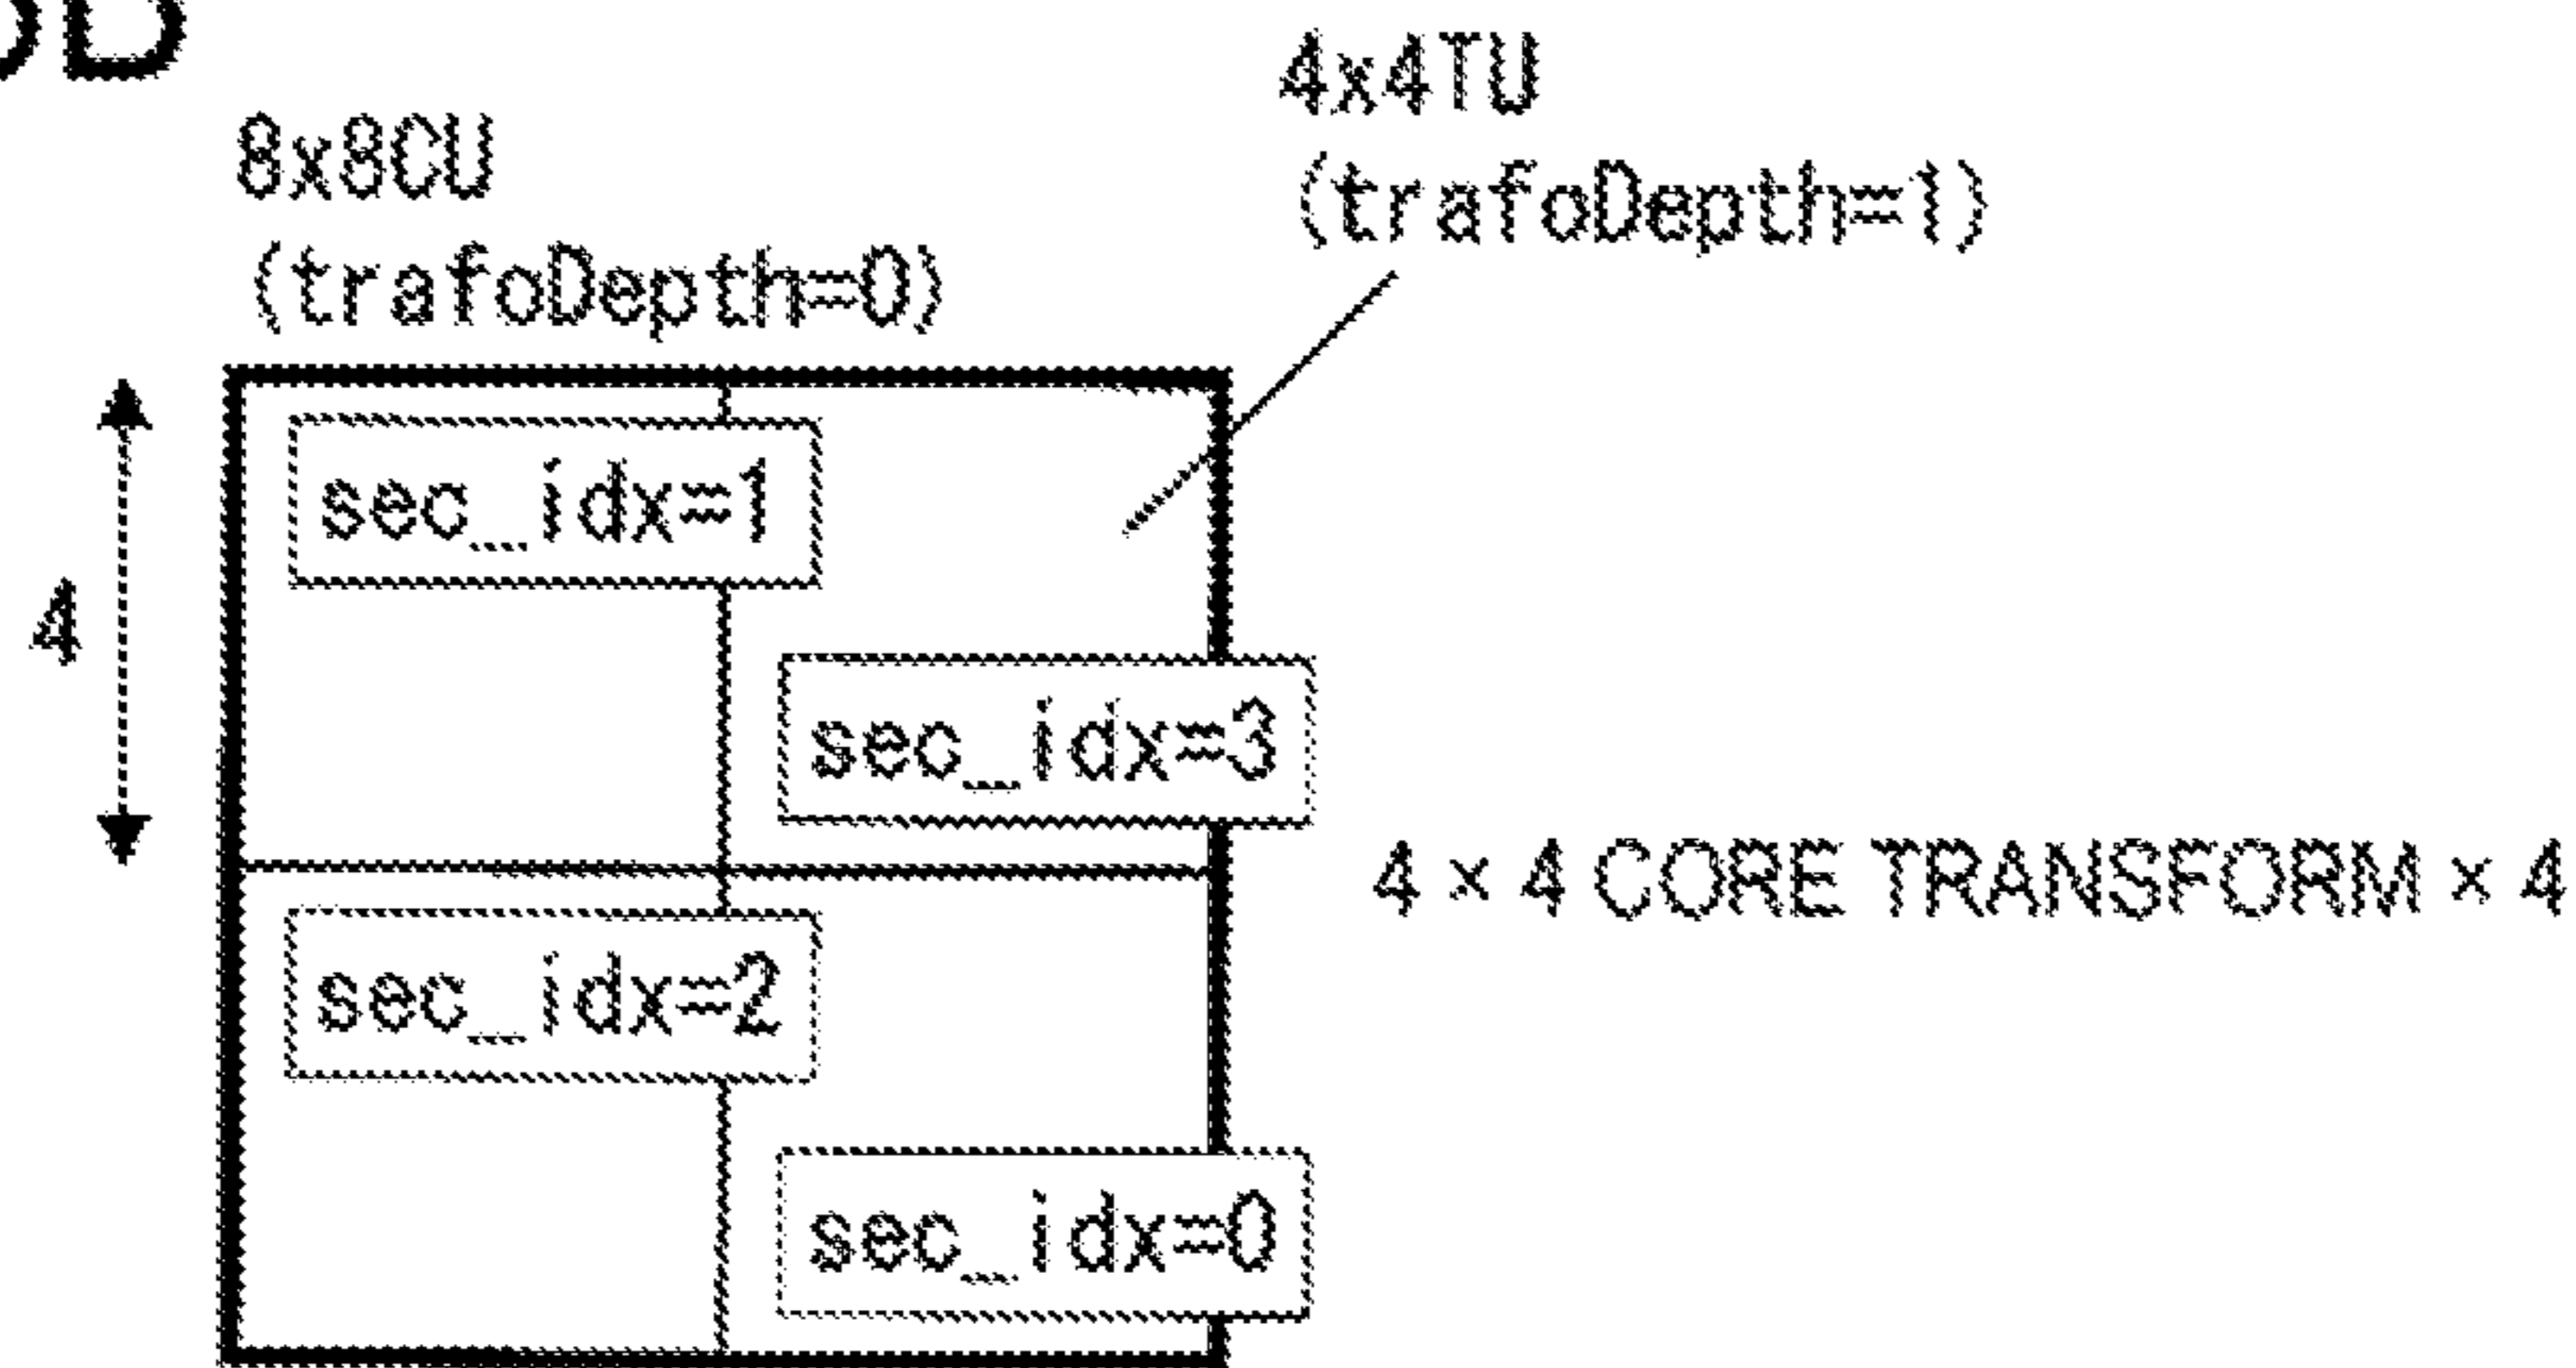 8x8CU
(trafoDepth=0)
4x4TU
(trafoDepth=1)
sec_idx=1
4
sec_idx=3
4 × 4 CORE TRANSFORM × 4
sec_idx=2
sec_idx=0